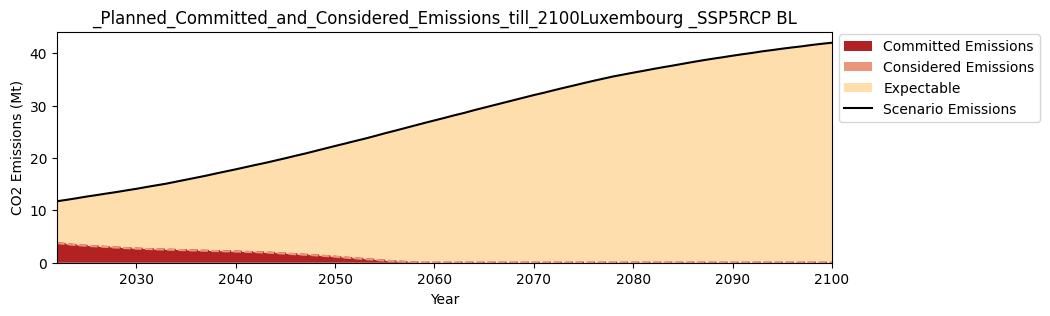 _Planned_Committed_and_Considered_Emissions_till_2100Luxembourg _SSP5RCP BL
CO2 Emissions (Mt)
40
30
20
10
0
2030 2040 2050 2060 2070 2080 2090 2100
Year
Committed Emissions
Considered Emissions
Expectable
Scenario Emissions